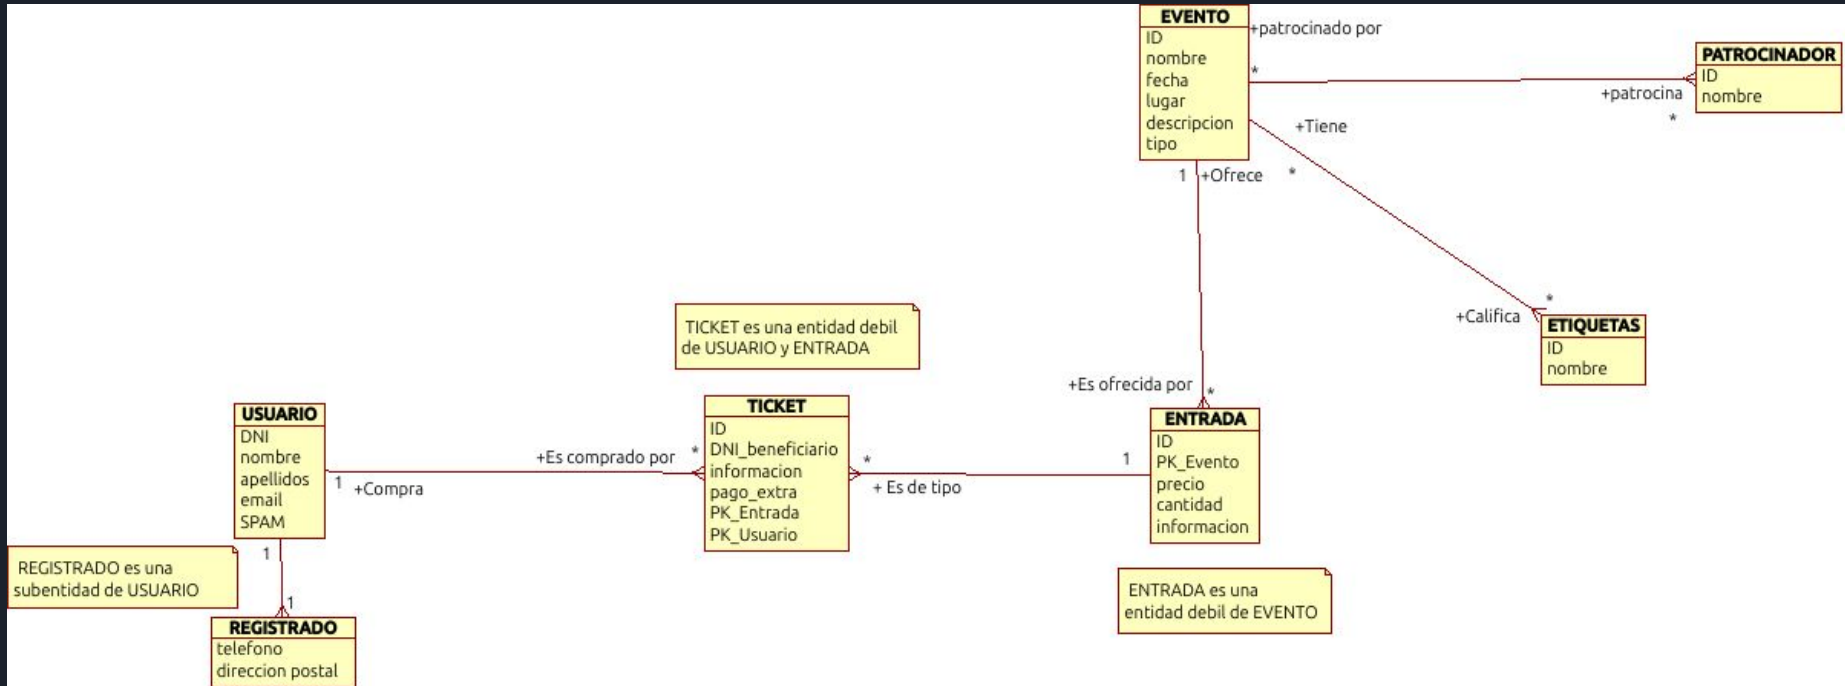 EVENTO
ID
nombre
fecha
lugar
descripcion
tipo
+patrocinado por
*
+patrocina
*
PATROCINADOR
ID
nombre
+Tiene
*
1 +Ofrece
*
+Califica
ETIQUETAS
ID
nombre
+Es ofrecida por
*
ENTRADA
ID
PK_Evento
precio
cantidad
informacion
ENTRADA es una
entidad debil de EVENTO
TICKET es una entidad debil
de USUARIO y ENTRADA
TICKET
ID
DNI_beneficiario
informacion
pago_extra
PK_Entrada
PK_Usuario
*
+ Es de tipo
1
+Es comprado por
*
1 +Compra
USUARIO
DNI
nombre
apellidos
email
SPAM
1
1
REGISTRADO es una
subentidad de USUARIO
REGISTRADO
telefono
direccion postal